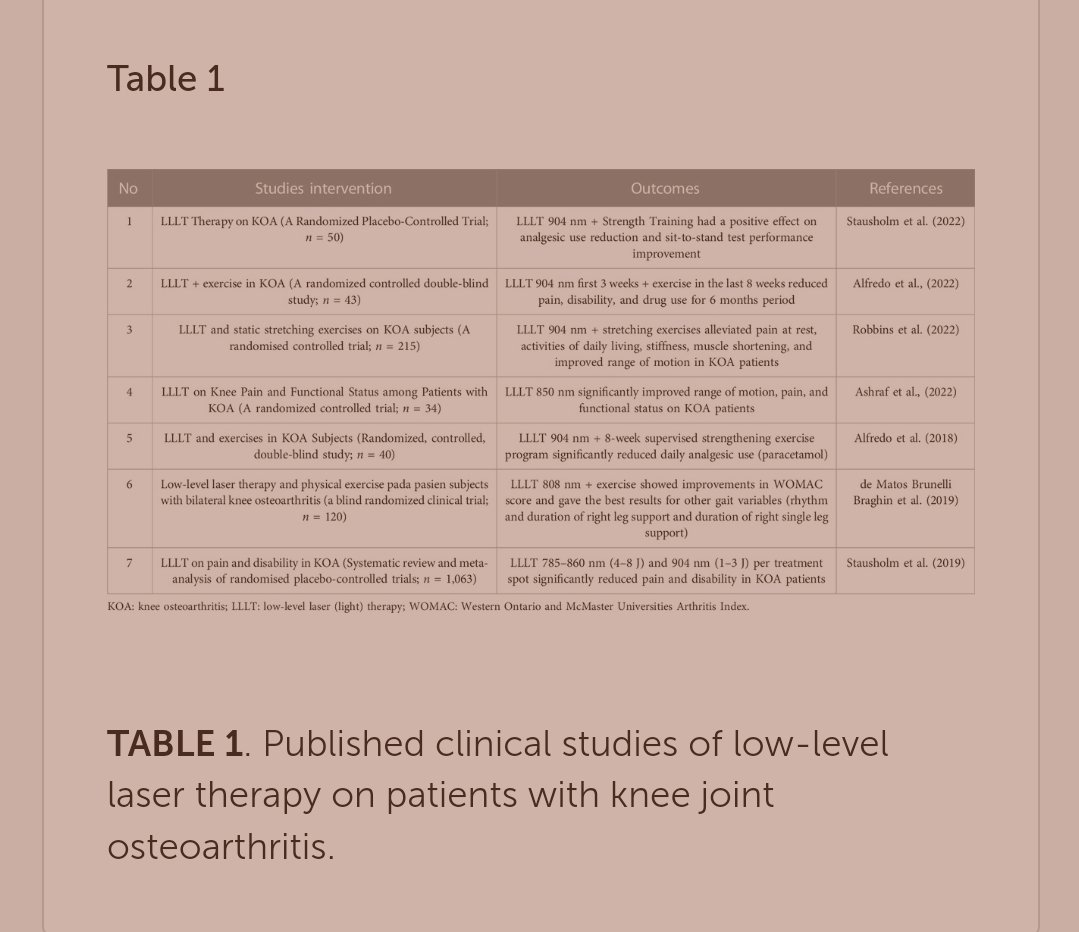 Table 1
No Studies intervention Outcomes References
1 LLLT Therapy on KOA (A Randomized Placebo-Controlled Trial; LLLT 904 nm + Strength Training had a positive effect on Stausholm et al. (2022)
n = 50) analgesic use reduction and sit-to-stand test performance
improvement
2 LLLT + exercise in KOA (A randomized controlled double-blind LLLT 904 nm first 3 weeks + exercise in the last 8 weeks reduced Alfredo et al., (2022)
study; n = 43) pain, disability, and drug use for 6 months period
3 LLLT and static stretching exercises on KOA subjects (A LLLT 904 nm + stretching exercises alleviated pain at rest, Robbins et al. (2022)
randomised controlled trial; n = 215) activities of daily living, stiffness, muscle shortening, and
improved range of motion in KOA patients
4 LLLT on Knee Pain and Functional Status among Patients with LLLT 850 nm significantly improved range of motion, pain, and Ashraf et al., (2022)
KOA (A randomized controlled trial; n = 34) functional status on KOA patients
5 LLLT and exercises in KOA Subjects (Randomized, controlled, LLLT 904 nm + 8-week supervised strengthening exercise Alfredo et al. (2018)
double-blind study; n = 40) program significantly reduced daily analgesic use (paracetamol)
6 Low-level laser therapy and physical exercise pada pasien subjects LLLT 808 nm + exercise showed improvements in WOMAC de Matos Brunelli
with bilateral knee osteoarthritis (a blind randomized clinical trial; score and gave the best results for other gait variables (rhythm Braghin et al. (2019)
n = 120) and duration of right leg support and duration of right single leg
support)
7 LLLT on pain and disability in KOA (Systematic review and meta- LLLT 785–860 nm (4–8 J) and 904 nm (1–3 J) per treatment Stausholm et al. (2019)
analysis of randomised placebo-controlled trials; n = 1,063) spot significantly reduced pain and disability in KOA patients
KOA: knee osteoarthritis; LLLT: low-level laser (light) therapy; WOMAC: Western Ontario and McMaster Universities Arthritis Index.
TABLE 1. Published clinical studies of low-level
laser therapy on patients with knee joint
osteoarthritis.